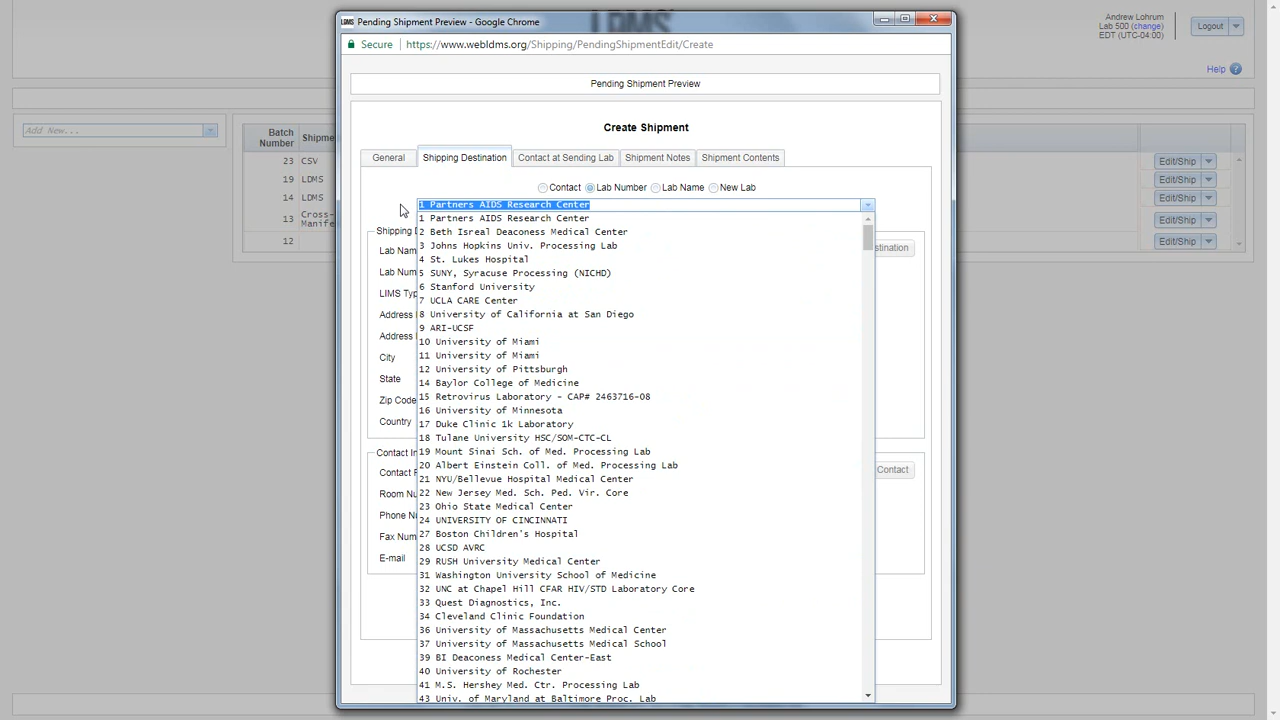 Pending Shipment Preview - Google Chrome
LDMS
Andrew Lohrum
Lab 500 (change)
EDT (UTC-04:00)
Logout
Secure
https://www.webldms.org/Shipping/PendingShipmentEdit/Create
Help
Pending Shipment Preview
Add New...
Batch Number
Shipme
23 CSV
19 LDMS
14 LDMS
13 Cross-
Manife
12
Edit/Ship
Edit/Ship
Edit/Ship
Edit/Ship
Edit/Ship
Create Shipment
General
Shipping Destination
Contact at Sending Lab
Shipment Notes
Shipment Contents
Contact
Lab Number
Lab Name
New Lab
1 Partners AIDS Research Center
1 Partners AIDS Research Center
2 Beth Isreal Deaconess Medical Center
3 Johns Hopkins Univ. Processing Lab
4 St. Lukes Hospital
5 SUNY, Syracuse Processing (NICHD)
6 Stanford University
7 UCLA CARE Center
8 University of California at San Diego
9 ARI-UCSF
10 University of Miami
11 University of Miami
12 University of Pittsburgh
14 Baylor College of Medicine
15 Retrovirus Laboratory - CAP# 2463716-08
16 University of Minnesota
17 Duke Clinic 1k Laboratory
18 Tulane University HSC/SOM-CTC-CL
19 Mount Sinai Sch. of Med. Processing Lab
20 Albert Einstein Coll. of Med. Processing Lab
21 NYU/Bellevue Hospital Medical Center
22 New Jersey Med. Sch. Ped. Vir. Core
23 Ohio State Medical Center
24 UNIVERSITY OF CINCINNATI
27 Boston Children's Hospital
28 UCSD AVRC
29 RUSH University Medical Center
31 Washington University School of Medicine
32 UNC at Chapel Hill CFAR HIV/STD Laboratory Core
33 Quest Diagnostics, Inc.
34 Cleveland Clinic Foundation
36 University of Massachusetts Medical Center
37 University of Massachusetts Medical School
39 BI Deaconess Medical Center-East
40 University of Rochester
41 M.S. Hershey Med. Ctr. Processing Lab
43 Univ. of Maryland at Baltimore Proc. Lab
Shipping D
Lab Nam
Lab Num
LIMS Typ
Address
Address
City
State
Zip Code
Country
stination
Contact In
Contact F
Room Nu
Phone Nu
Fax Num
E-mail
Contact